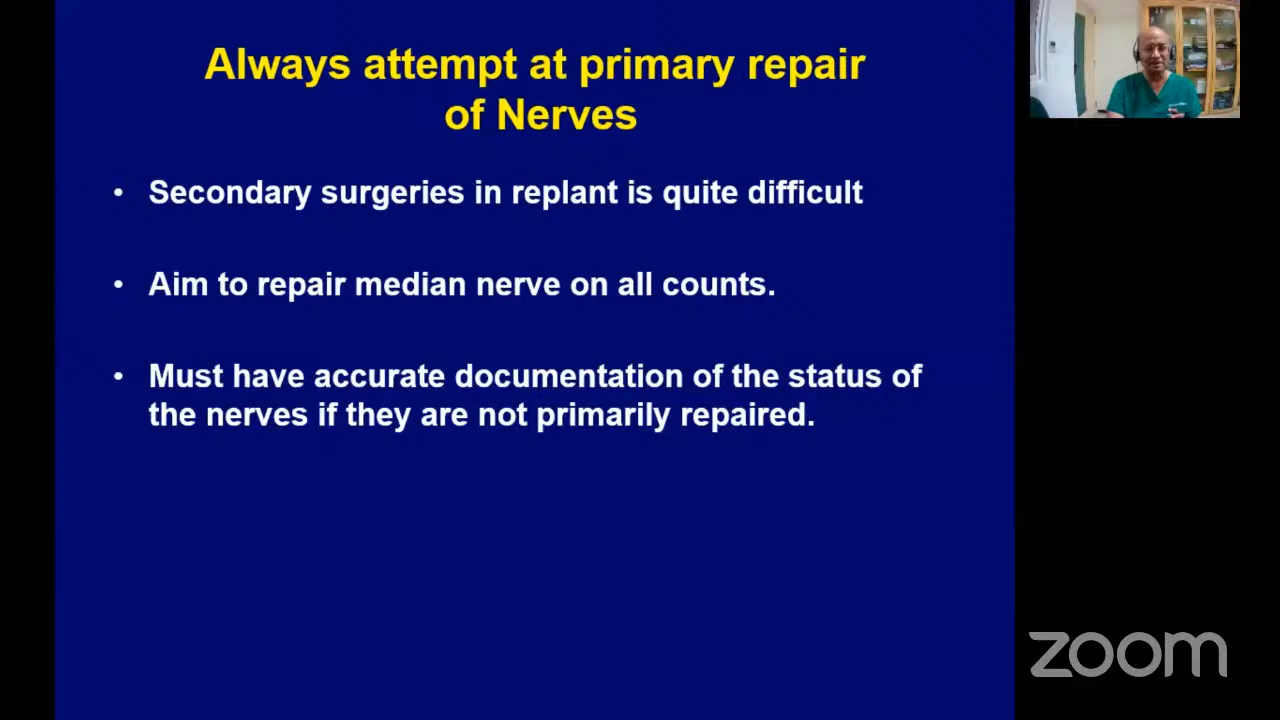 Always attempt at primary repair
of Nerves
• Secondary surgeries in replant is quite difficult
• Aim to repair median nerve on all counts.
• Must have accurate documentation of the status of
the nerves if they are not primarily repaired.
zoom